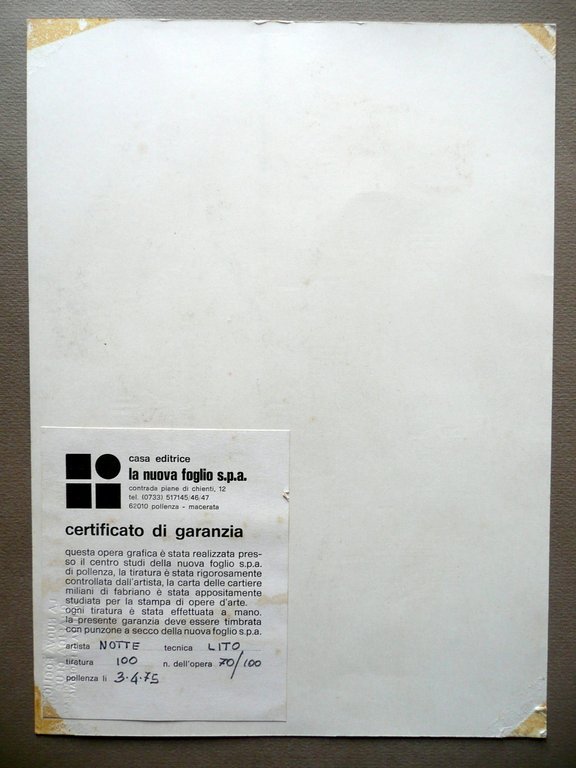 casa editrice
la nuova foglio s.p.a.
contrada piane di chienti, 12
tel. (0733) 517145/46/47
62010 pollenza - macerata
certificato di garanzia
questa opera grafica è stata realizzata pres-
so il centro studi della nuova foglio s.p.a.
di pollenza, la tiratura è stata rigorosamente
controllata dall'artista, la carta delle cartiere
miliani di fabriano è stata appositamente
studiata per la stampa di opere d'arte.
ogni tiratura è stata effettuata a mano.
la presente garanzia deve essere timbrata
con punzone a secco della nuova foglio s.p.a.
artista NOTTE tecnica LITO
tiratura 100 n. dell'opera 70/100
pollenza lì 3.4.75